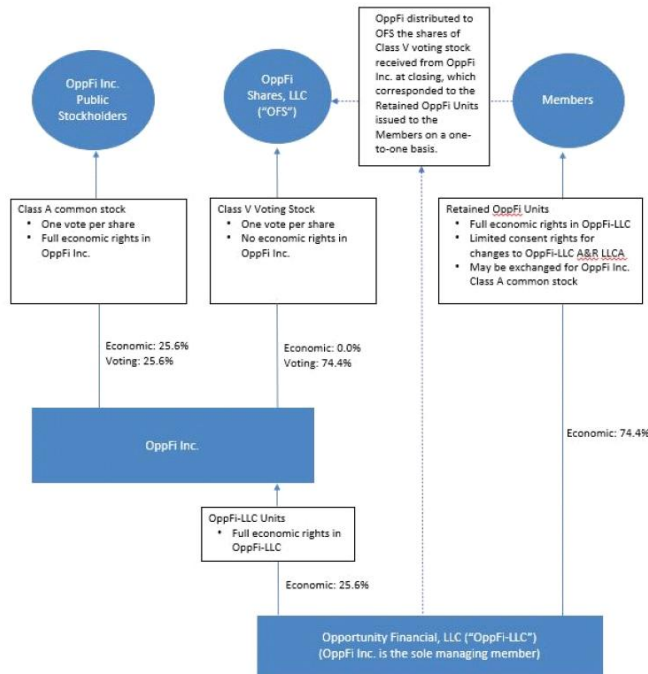 OppFi Inc.
Public
Stockholders
OppFi
Shares, LLC
("OFS")
OppFi distributed to
OFS the shares of
Class V voting stock
received from OppFi
Inc. at closing, which
corresponded to the
Retained OppFi Units
issued to the
Members on a one-
to-one basis.
Members
Class A common stock
• One vote per share
• Full economic rights in
OppFi Inc.
Class V Voting Stock
• One vote per share
• No economic rights in
OppFi Inc.
Retained OppFi Units
• Full economic rights in OppFi-LLC
• Limited consent rights for
changes to OppFi-LLC A&R LLCA
• May be exchanged for OppFi Inc.
Class A common stock
Economic: 25.6%
Voting: 25.6%
Economic: 0.0%
Voting: 74.4%
OppFi Inc.
Economic: 74.4%
OppFi-LLC Units
• Full economic rights in
OppFi-LLC
Economic: 25.6%
Opportunity Financial, LLC ("OppFi-LLC")
(OppFi Inc. is the sole managing member)